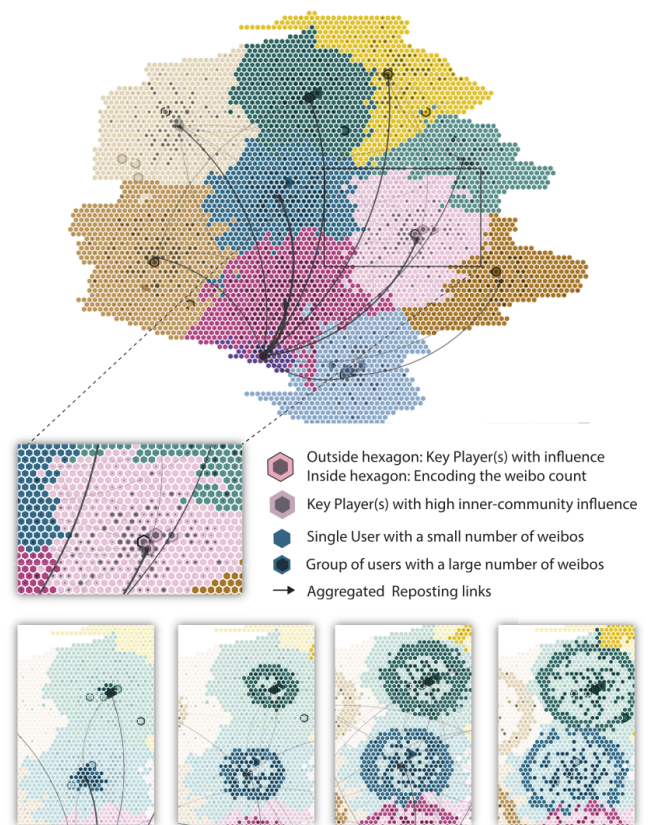 Outside hexagon: Key Player(s) with influence
Inside hexagon: Encoding the weibo count
Key Player(s) with high inner-community influence
Single User with a small number of weibos
Group of users with a large number of weibos
Aggregated Reposting links